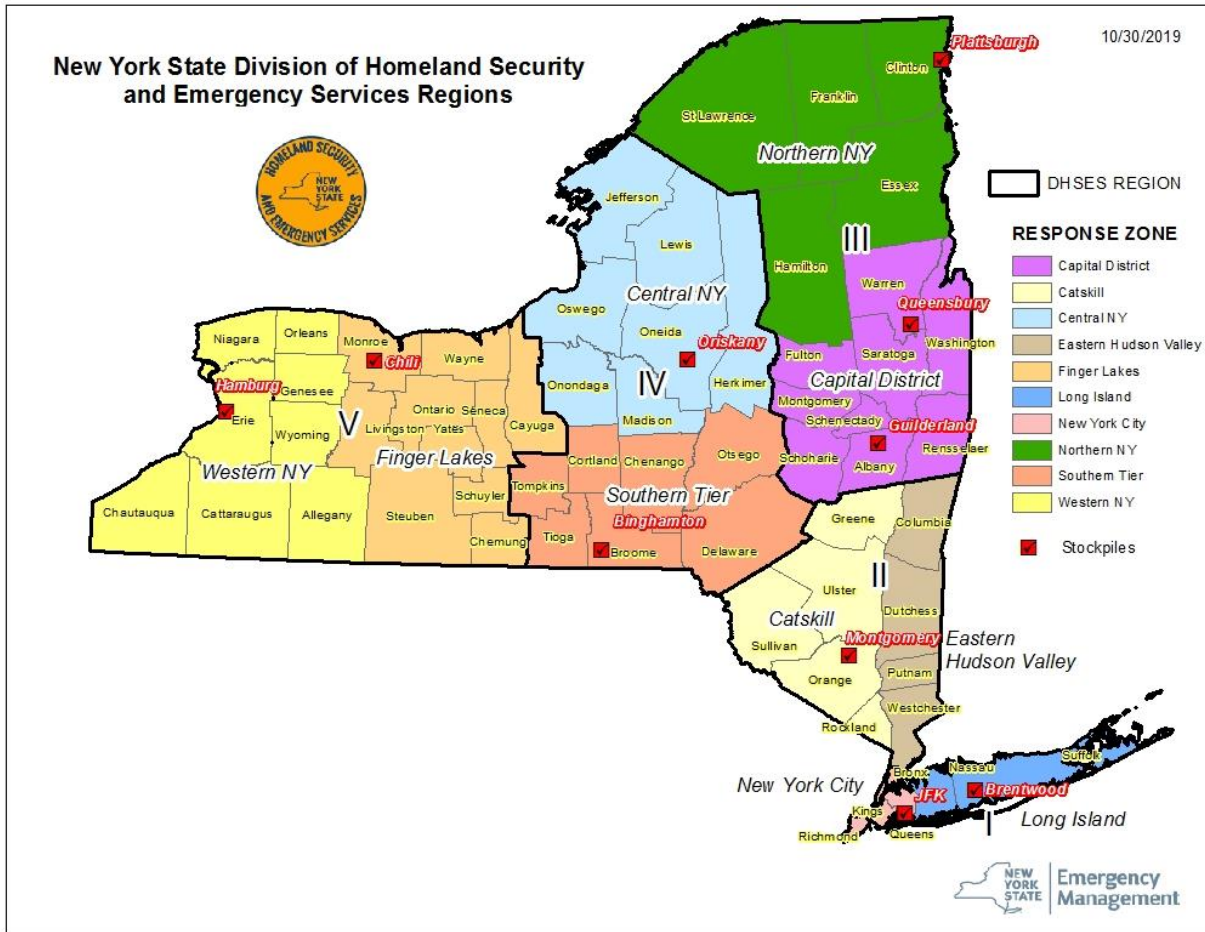 New York State Division of Homeland Security
and Emergency Services Regions
10/30/2019
HOMELAND SECURITY
AND EMERGENCY SERVICES
NEW
YORK
STATE
DHSES REGION
RESPONSE ZONE
Capital District
Catskill
Central NY
Eastern Hudson Valley
Finger Lakes
Long Island
New York City
Northern NY
Southern Tier
Western NY
Stockpiles
Plattsburgh
Clinton
Franklin
St Lawrence
Northern NY
Essex
Hamilton
III
Jefferson
Lewis
Central NY
Oswego
Oneida
Oriskany
Onondaga
IV
Madison
Herkimer
Warren
Queensbury
Washington
Fulton
Saratoga
Capital District
Montgomery
Schenectady
Guilderland
Schoharie
Albany
Rensselaer
Niagara
Orleans
Monroe
Chili
Wayne
Hamburg
Genesee
Erie
Wyoming
V
Ontario
Seneca
Livingston
Yates
Cayuga
Western NY
Finger Lakes
Schuyler
Chautauqua
Cattaraugus
Allegany
Steuben
Chemung
Cortland
Chenango
Otsego
Tompkins
Southern Tier
Binghamton
Tioga
Broome
Delaware
Greene
Columbia
II
Ulster
Dutchess
Catskill
Sullivan
Montgomery
Eastern
Hudson Valley
Orange
Putnam
Westchester
Rockland
New York City
Bronx
Nassau
Suffolk
JFK
Brentwood
Kings
Richmond
Queens
I
Long Island
NEW
YORK
STATE
Emergency
Management